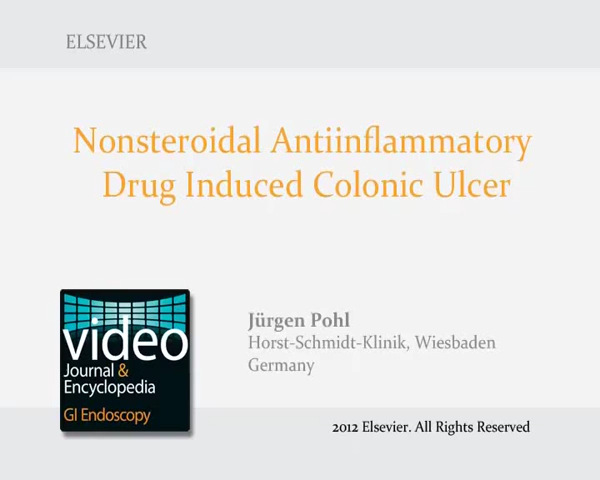 ELSEVIER
Nonsteroidal Antiinflammatory
Drug Induced Colonic Ulcer
video
Journal &
Encyclopedia
GI Endoscopy
Jürgen Pohl
Horst-Schmidt-Klinik, Wiesbaden
Germany
2012 Elsevier. All Rights Reserved